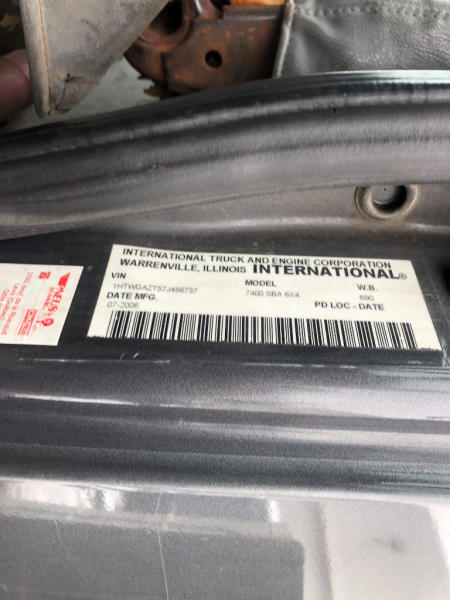 INTERNATIONAL TRUCK AND ENGINE CORPORATION
WARRENVILLE, ILLINOIS INTERNATIONAL®
VIN MODEL W.B.
1HTWGAZT57J456737 7400 SBA 6X4 690
DATE MFG. PD LOC - DATE
07-2006